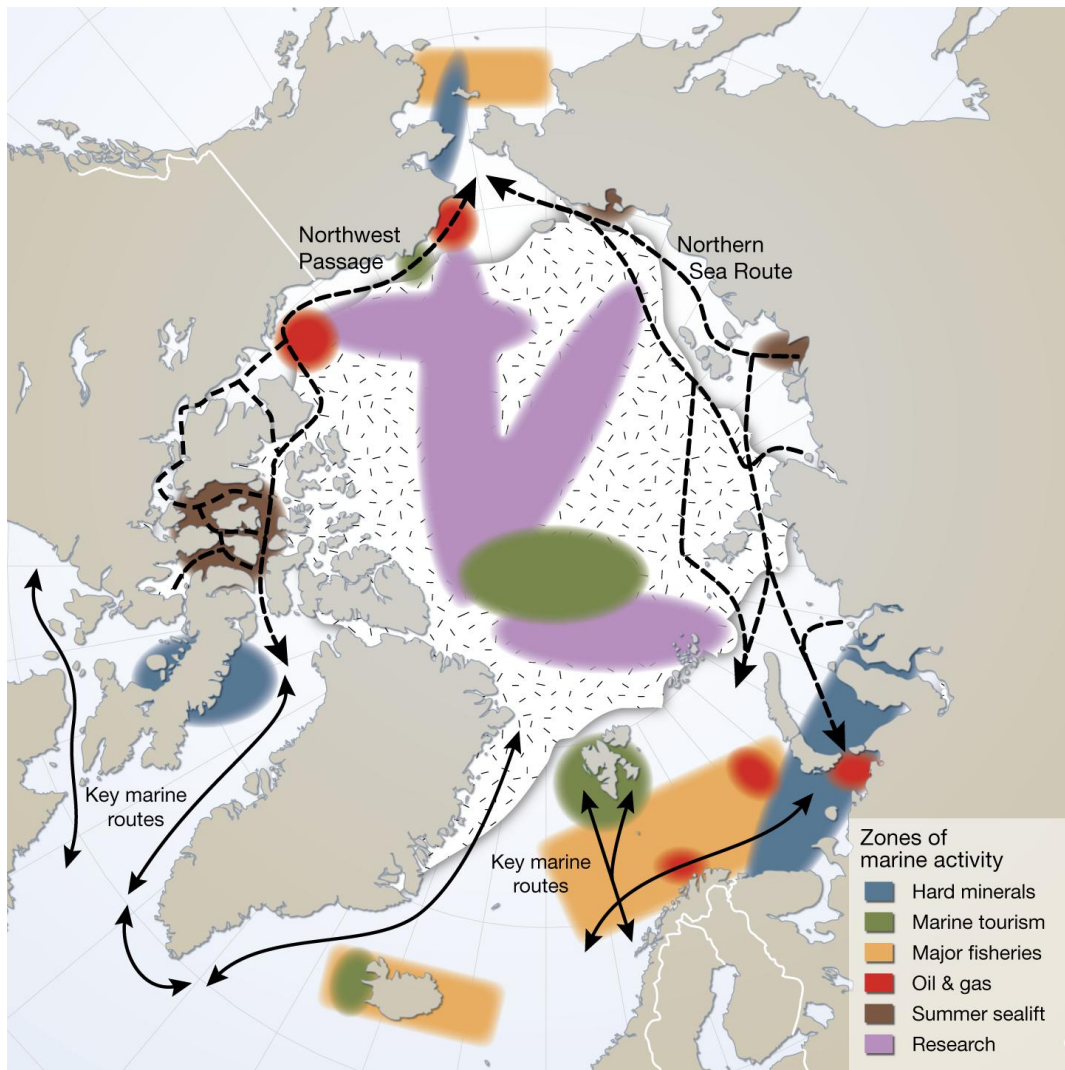 Northwest
Passage
Northern
Sea Route
Key marine
routes
Key marine
routes
Zones of
marine activity
Hard minerals
Marine tourism
Major fisheries
Oil & gas
Summer sealift
Research